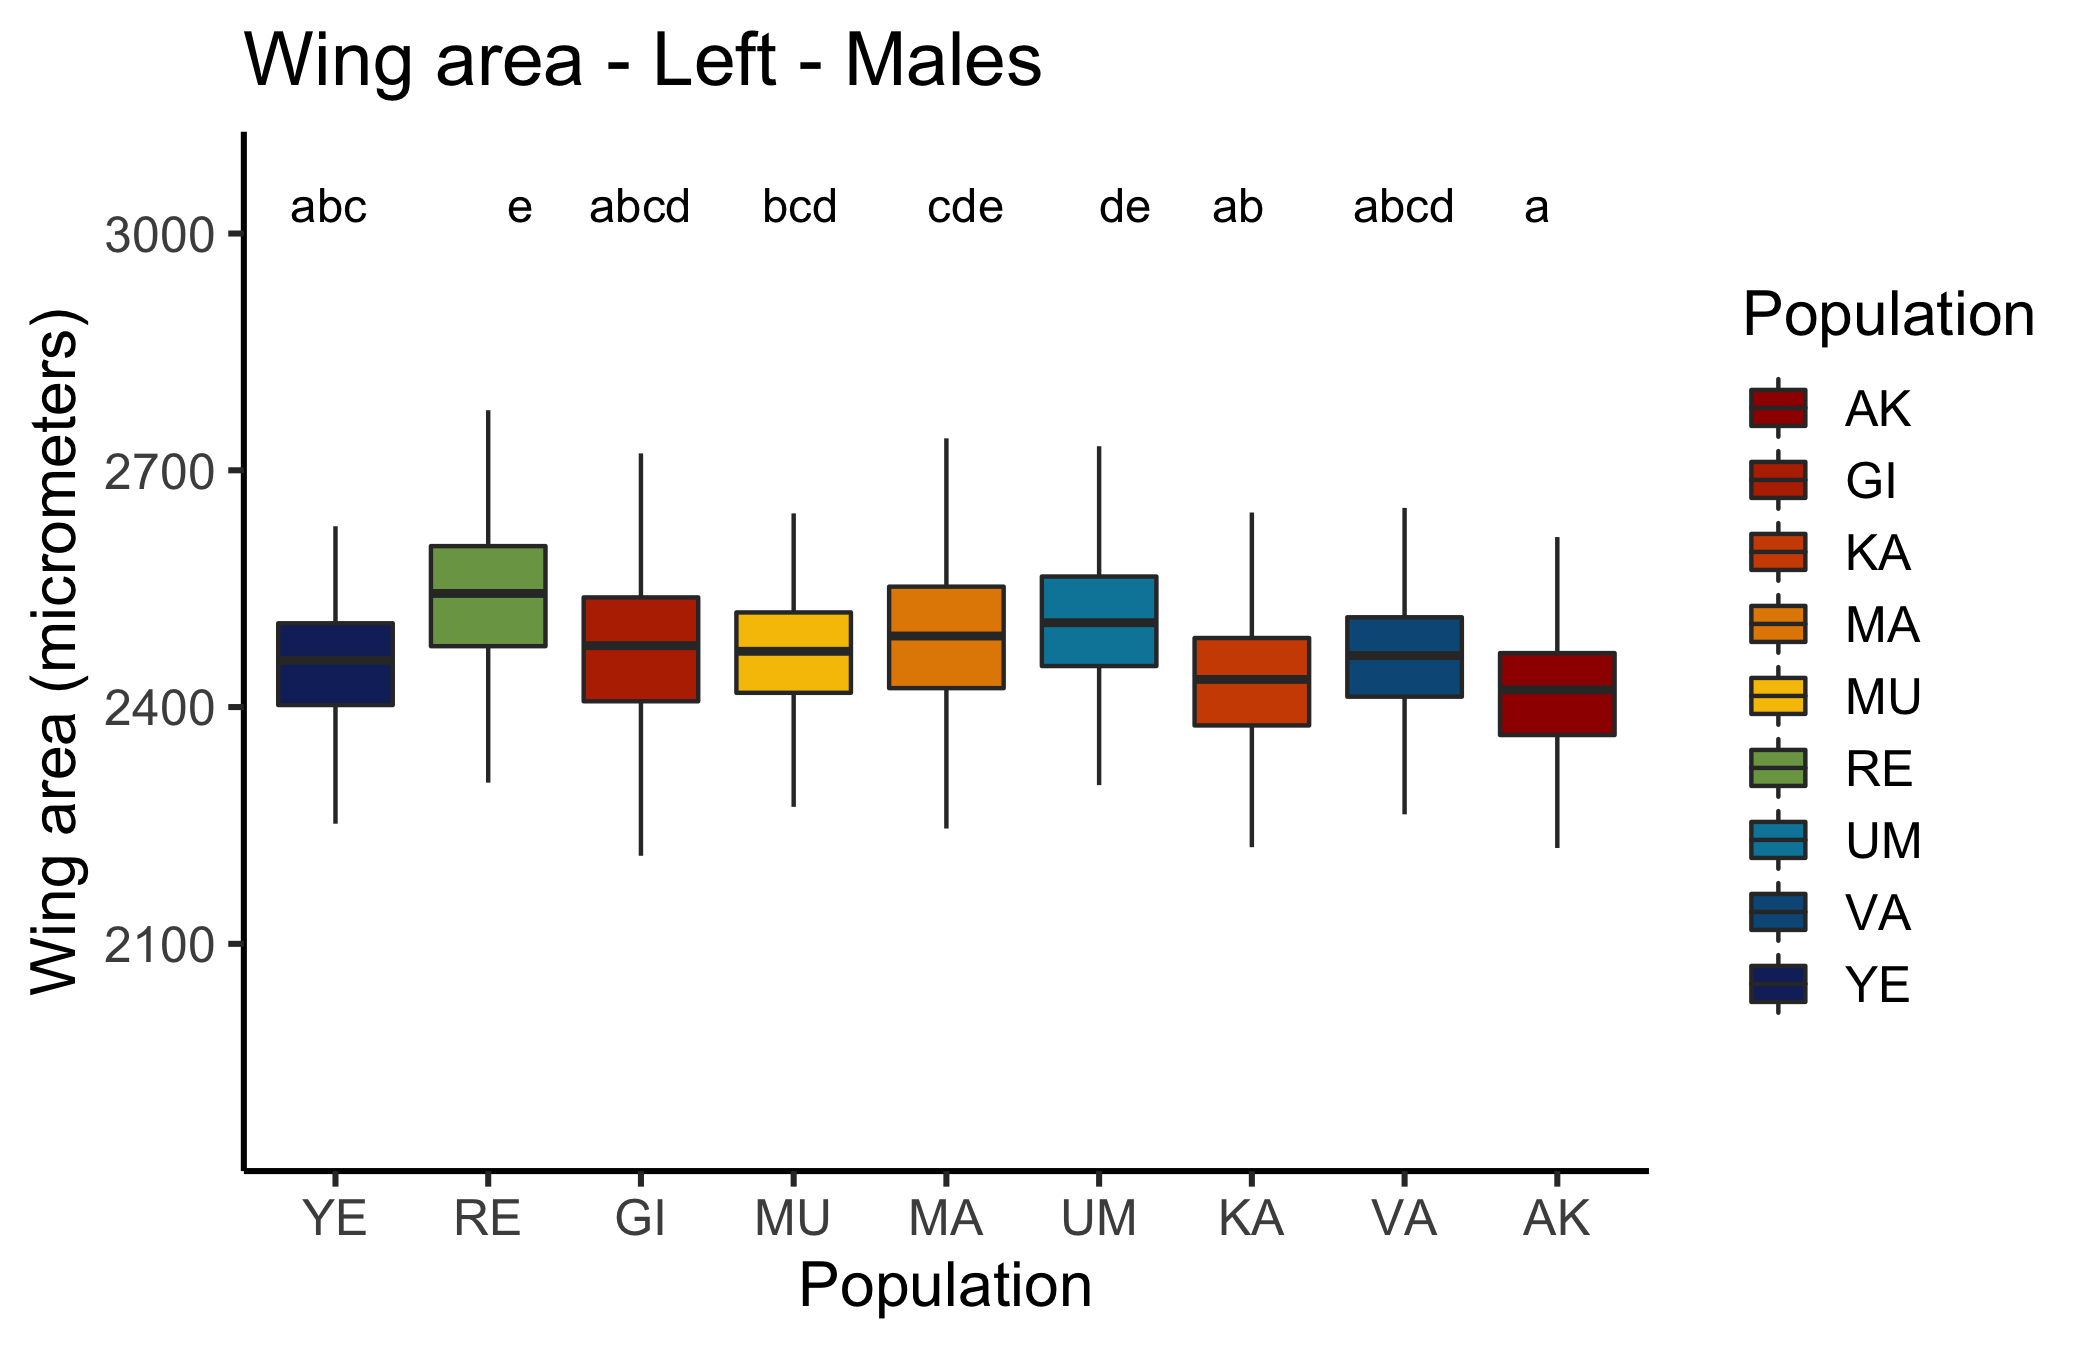 Wing area - Left - Males
abc e abcd bcd cde de ab abcd a
3000
2700
2400
2100
Wing area (micrometers)
YE RE GI MU MA UM KA VA AK
Population
Population
AK
GI
KA
MA
MU
RE
UM
VA
YE